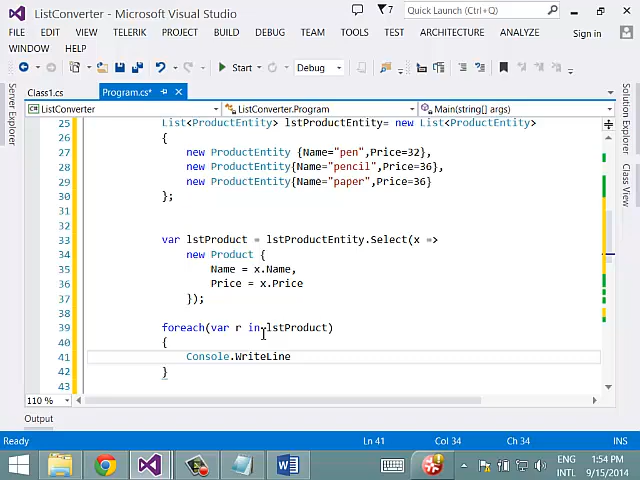 ListConverter - Microsoft Visual Studio
7
Quick Launch (Ctrl+Q)
FILE EDIT VIEW TELERIK PROJECT BUILD DEBUG TEAM TOOLS TEST ARCHITECTURE ANALYZE Sign in
WINDOW HELP
Start Debug
Class1.cs Program.cs*
ListConverter ListConverter.Program Main(string[] args)
Server Explorer
Solution Explorer
Class View
25 List<ProductEntity> lstProductEntity= new List<ProductEntity>
26 {
27 new ProductEntity {Name="pen",Price=32},
28 new ProductEntity{Name="pencil",Price=36},
29 new ProductEntity{Name="paper",Price=36}
30 };
31
32
33 var lstProduct = lstProductEntity.Select(x =>
34 new Product {
35 Name = x.Name,
36 Price = x.Price
37 });
38
39 foreach(var r in lstProduct)
40 {
41 Console.WriteLine
42 }
43
110 %
Output
Ready Ln 41 Col 34 Ch 34 INS
ENG 1:54 PM
INTL 9/15/2014